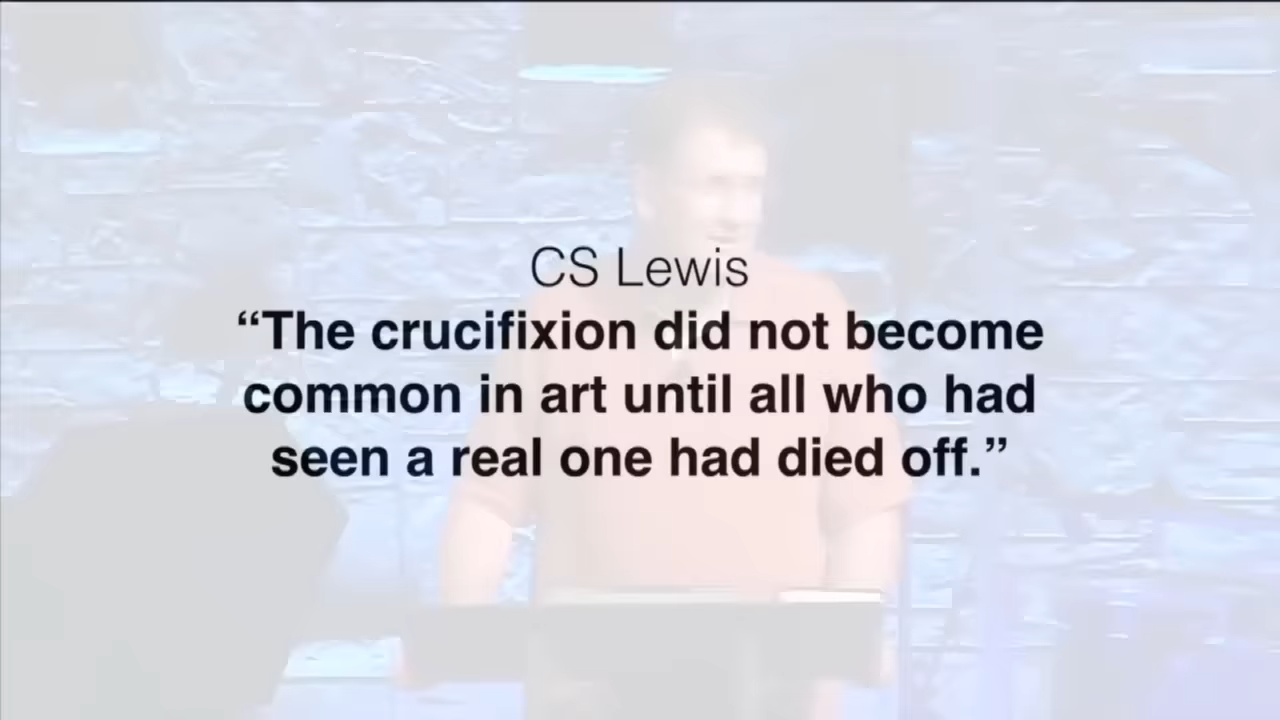 CS Lewis
“The crucifixion did not become
common in art until all who had
seen a real one had died off.”